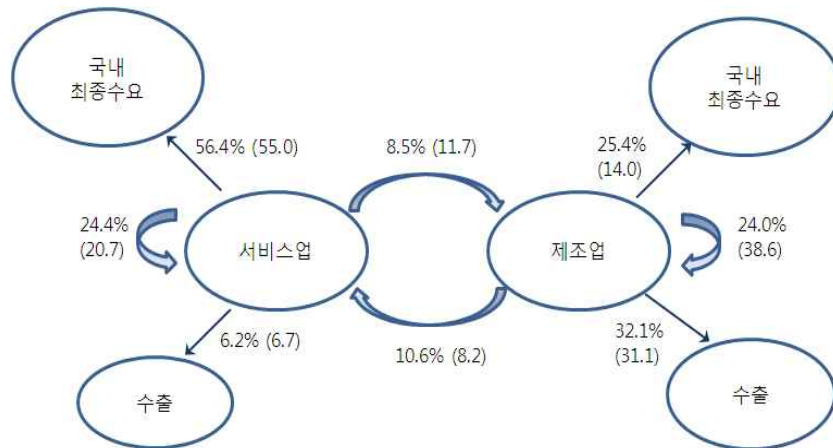 국내
최종수요
국내
최종수요
56.4% (55.0)
8.5% (11.7)
25.4%
(14.0)
24.4%
(20.7)
서비스업
제조업
24.0%
(38.6)
6.2% (6.7)
10.6% (8.2)
32.1%
(31.1)
수출
수출